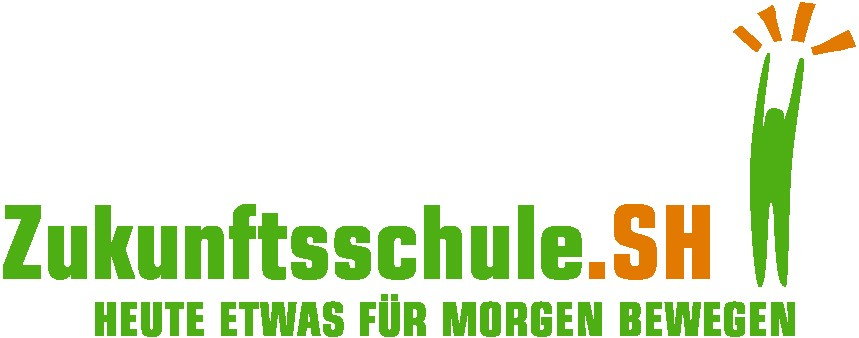 Zukunftsschule.SH
HEUTE ETWAS FÜR MORGEN BEWEGEN